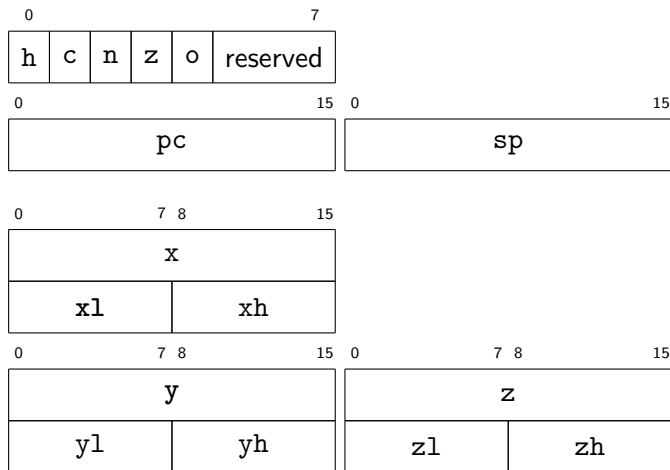 0 7
h c n z o reserved
0 15 0 15
pc sp
0 7 8 15
x
xl xh
0 7 8 15 0 7 8 15
y z
yl yh zl zh